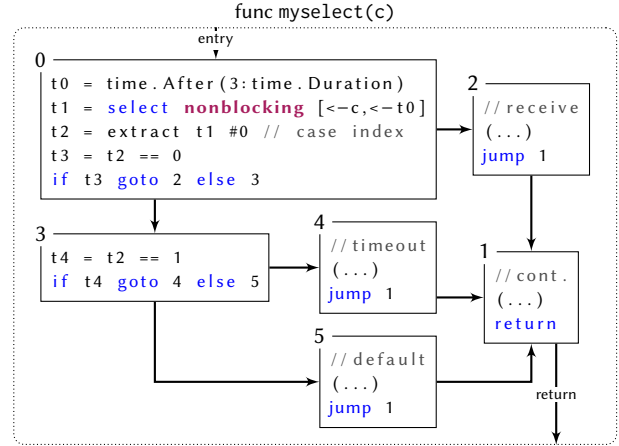 func myselect(c)
entry
0
t0 = time.After(3:time.Duration)
t1 = select nonblocking [<-c,<-t0]
t2 = extract t1 #0 // case index
t3 = t2 == 0
if t3 goto 2 else 3
2
//receive
(...)
jump 1
3
t4 = t2 == 1
if t4 goto 4 else 5
4
//timeout
(...)
jump 1
1
//cont.
(...)
return
5
//default
(...)
jump 1
return